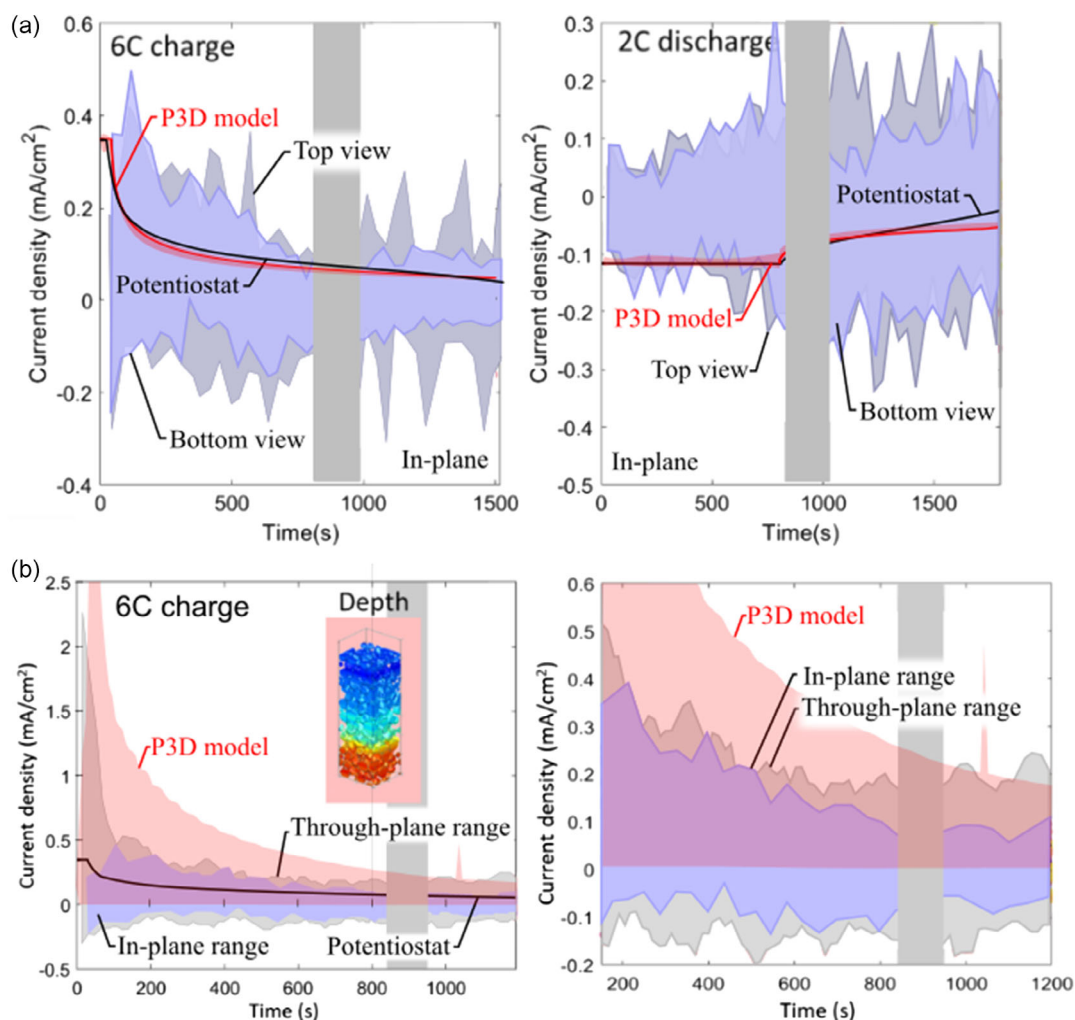 (a)
6C charge
P3D model
Top view
Potentiostat
Bottom view
In-plane
Current density (mA/cm²)
0.6
0.4
0.2
0
0.2
0.4
0
500
1000
1500
Time(s)
2C discharge
Potentiostat
P3D model
Top view
Bottom view
In-plane
Current density (mA/cm²)
0.3
0.2
0.1
0
-0.1
-0.2
-0.3
-0.4
-0.5
0
500
1000
1500
Time(s)
(b)
6C charge
Depth
P3D model
Through-plane range
In-plane range
Potentiostat
Current density (mA/cm²)
2.5
2
1.5
1
0.5
0
-0.5
0
200
400
600
800
1000
Time (s)
P3D model
In-plane range
Through-plane range
Current density (mA/cm²)
0.6
0.5
0.4
0.3
0.2
0.1
0
-0.1
-0.2
200
400
600
800
1000
1200
Time (s)